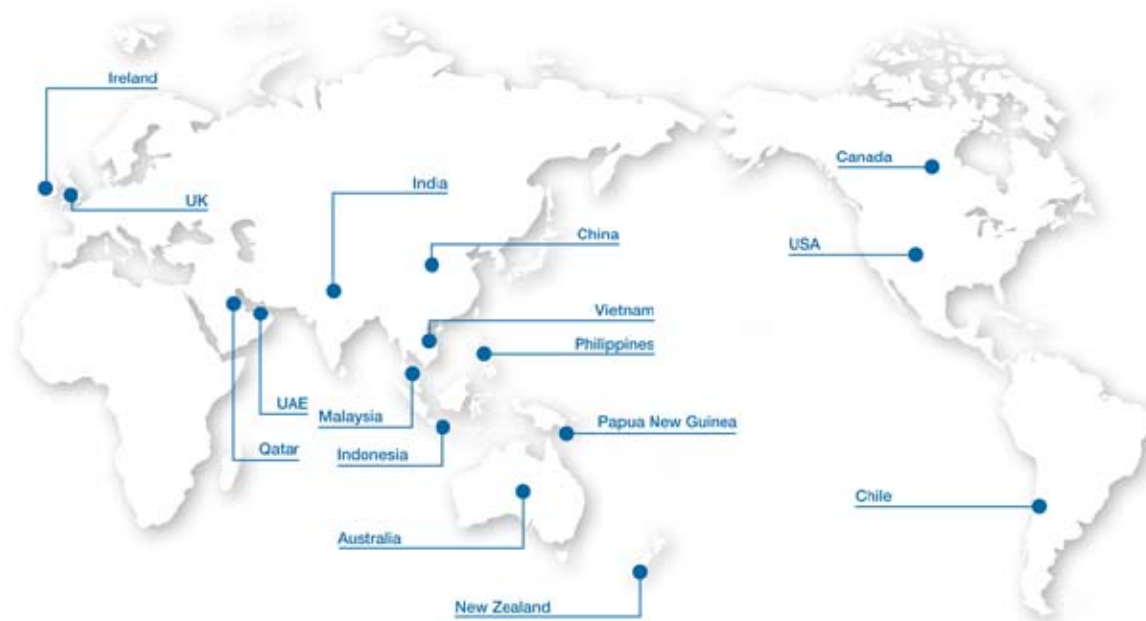 Ireland
Canada
India
UK
China
USA
Vietnam
Philippines
UAE
Malaysia
Papua New Guinea
Qatar
Indonesia
Chile
Australia
New Zealand